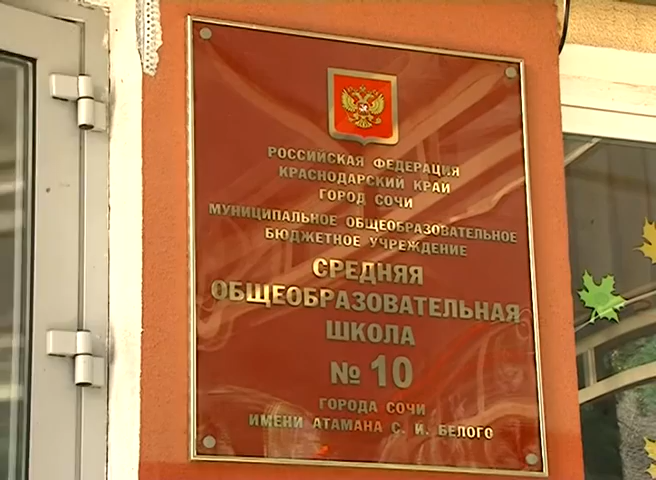 РОССИЙСКАЯ ФЕДЕРАЦИЯ
КРАСНОДАРСКИЙ КРАЙ
ГОРОД СОЧИ
МУНИЦИПАЛЬНОЕ ОБЩЕОБРАЗОВАТЕЛЬНОЕ
БЮДЖЕТНОЕ УЧРЕЖДЕНИЕ
СРЕДНЯЯ
ОБЩЕОБРАЗОВАТЕЛЬНАЯ
ШКОЛА
№ 10
ГОРОДА СОЧИ
ИМЕНИ АТАМАНА С. И. БЕЛОГО